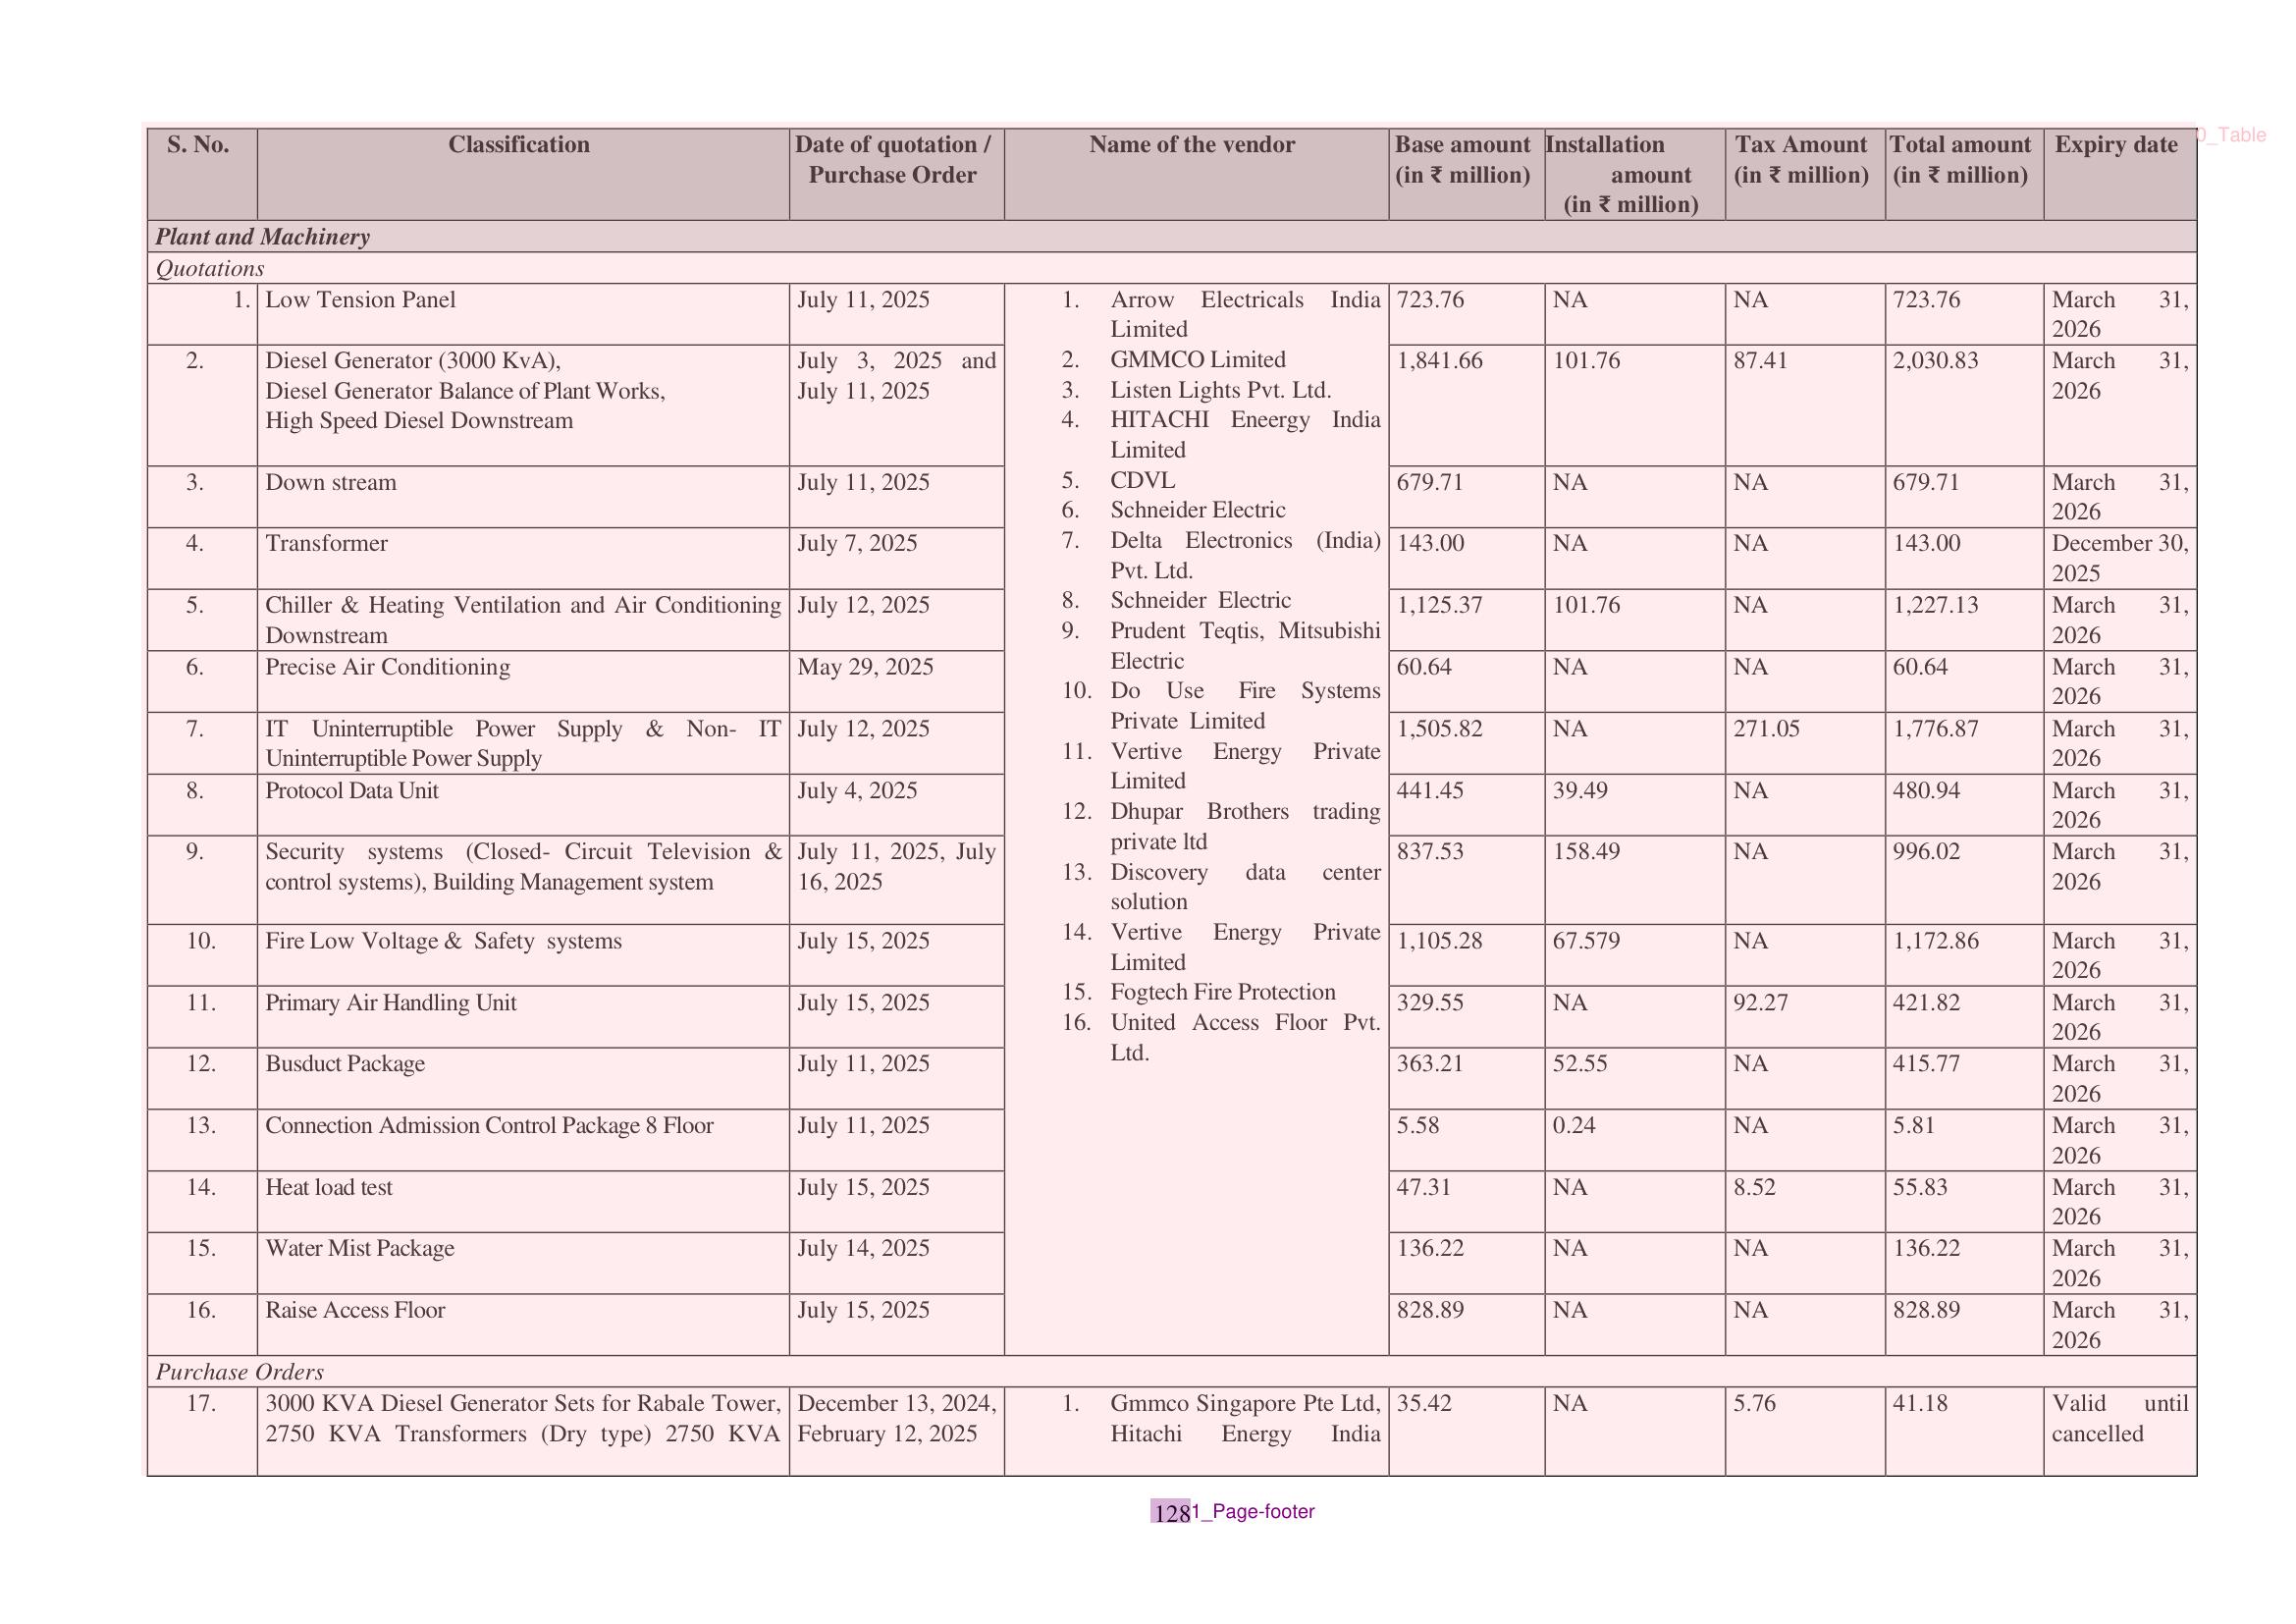 S. No. Classification Date of quotation / Purchase Order Name of the vendor Base amount (in ₹ million) Installation amount (in ₹ million) Tax Amount (in ₹ million) Total amount (in ₹ million) Expiry date
0_Table
Plant and Machinery
Quotations
1. Low Tension Panel July 11, 2025 723.76 NA NA 723.76 March 31, 2026
2. Diesel Generator (3000 KvA), Diesel Generator Balance of Plant Works, High Speed Diesel Downstream July 3, 2025 and July 11, 2025 1,841.66 101.76 87.41 2,030.83 March 31, 2026
3. Down stream July 11, 2025 679.71 NA NA 679.71 March 31, 2026
4. Transformer July 7, 2025 143.00 NA NA 143.00 December 30, 2025
5. Chiller & Heating Ventilation and Air Conditioning Downstream July 12, 2025 1,125.37 101.76 NA 1,227.13 March 31, 2026
6. Precise Air Conditioning May 29, 2025 60.64 NA NA 60.64 March 31, 2026
7. IT Uninterruptible Power Supply & Non- IT Uninterruptible Power Supply July 12, 2025 1,505.82 NA 271.05 1,776.87 March 31, 2026
8. Protocol Data Unit July 4, 2025 441.45 39.49 NA 480.94 March 31, 2026
9. Security systems (Closed- Circuit Television & control systems), Building Management system July 11, 2025, July 16, 2025 837.53 158.49 NA 996.02 March 31, 2026
10. Fire Low Voltage & Safety systems July 15, 2025 1,105.28 67.579 NA 1,172.86 March 31, 2026
11. Primary Air Handling Unit July 15, 2025 329.55 NA 92.27 421.82 March 31, 2026
12. Busduct Package July 11, 2025 363.21 52.55 NA 415.77 March 31, 2026
13. Connection Admission Control Package 8 Floor July 11, 2025 5.58 0.24 NA 5.81 March 31, 2026
14. Heat load test July 15, 2025 47.31 NA 8.52 55.83 March 31, 2026
15. Water Mist Package July 14, 2025 136.22 NA NA 136.22 March 31, 2026
16. Raise Access Floor July 15, 2025 828.89 NA NA 828.89 March 31, 2026
1. Arrow Electricals India
Limited
2. GMMCO Limited
3. Listen Lights Pvt. Ltd.
4. HITACHI Eneergy India
Limited
5. CDVL
6. Schneider Electric
7. Delta Electronics (India)
Pvt. Ltd.
8. Schneider Electric
9. Prudent Teqtis, Mitsubishi
Electric
10. Do Use Fire Systems
Private Limited
11. Vertive Energy Private
Limited
12. Dhupar Brothers trading
private ltd
13. Discovery data center
solution
14. Vertive Energy Private
Limited
15. Fogtech Fire Protection
16. United Access Floor Pvt.
Ltd.
Purchase Orders
17. 3000 KVA Diesel Generator Sets for Rabale Tower, December 13, 2024, 1. Gmmco Singapore Pte Ltd, 35.42 NA 5.76 41.18 Valid until
2750 KVA Transformers (Dry type) 2750 KVA February 12, 2025 Hitachi Energy India cancelled
128
1_Page-footer